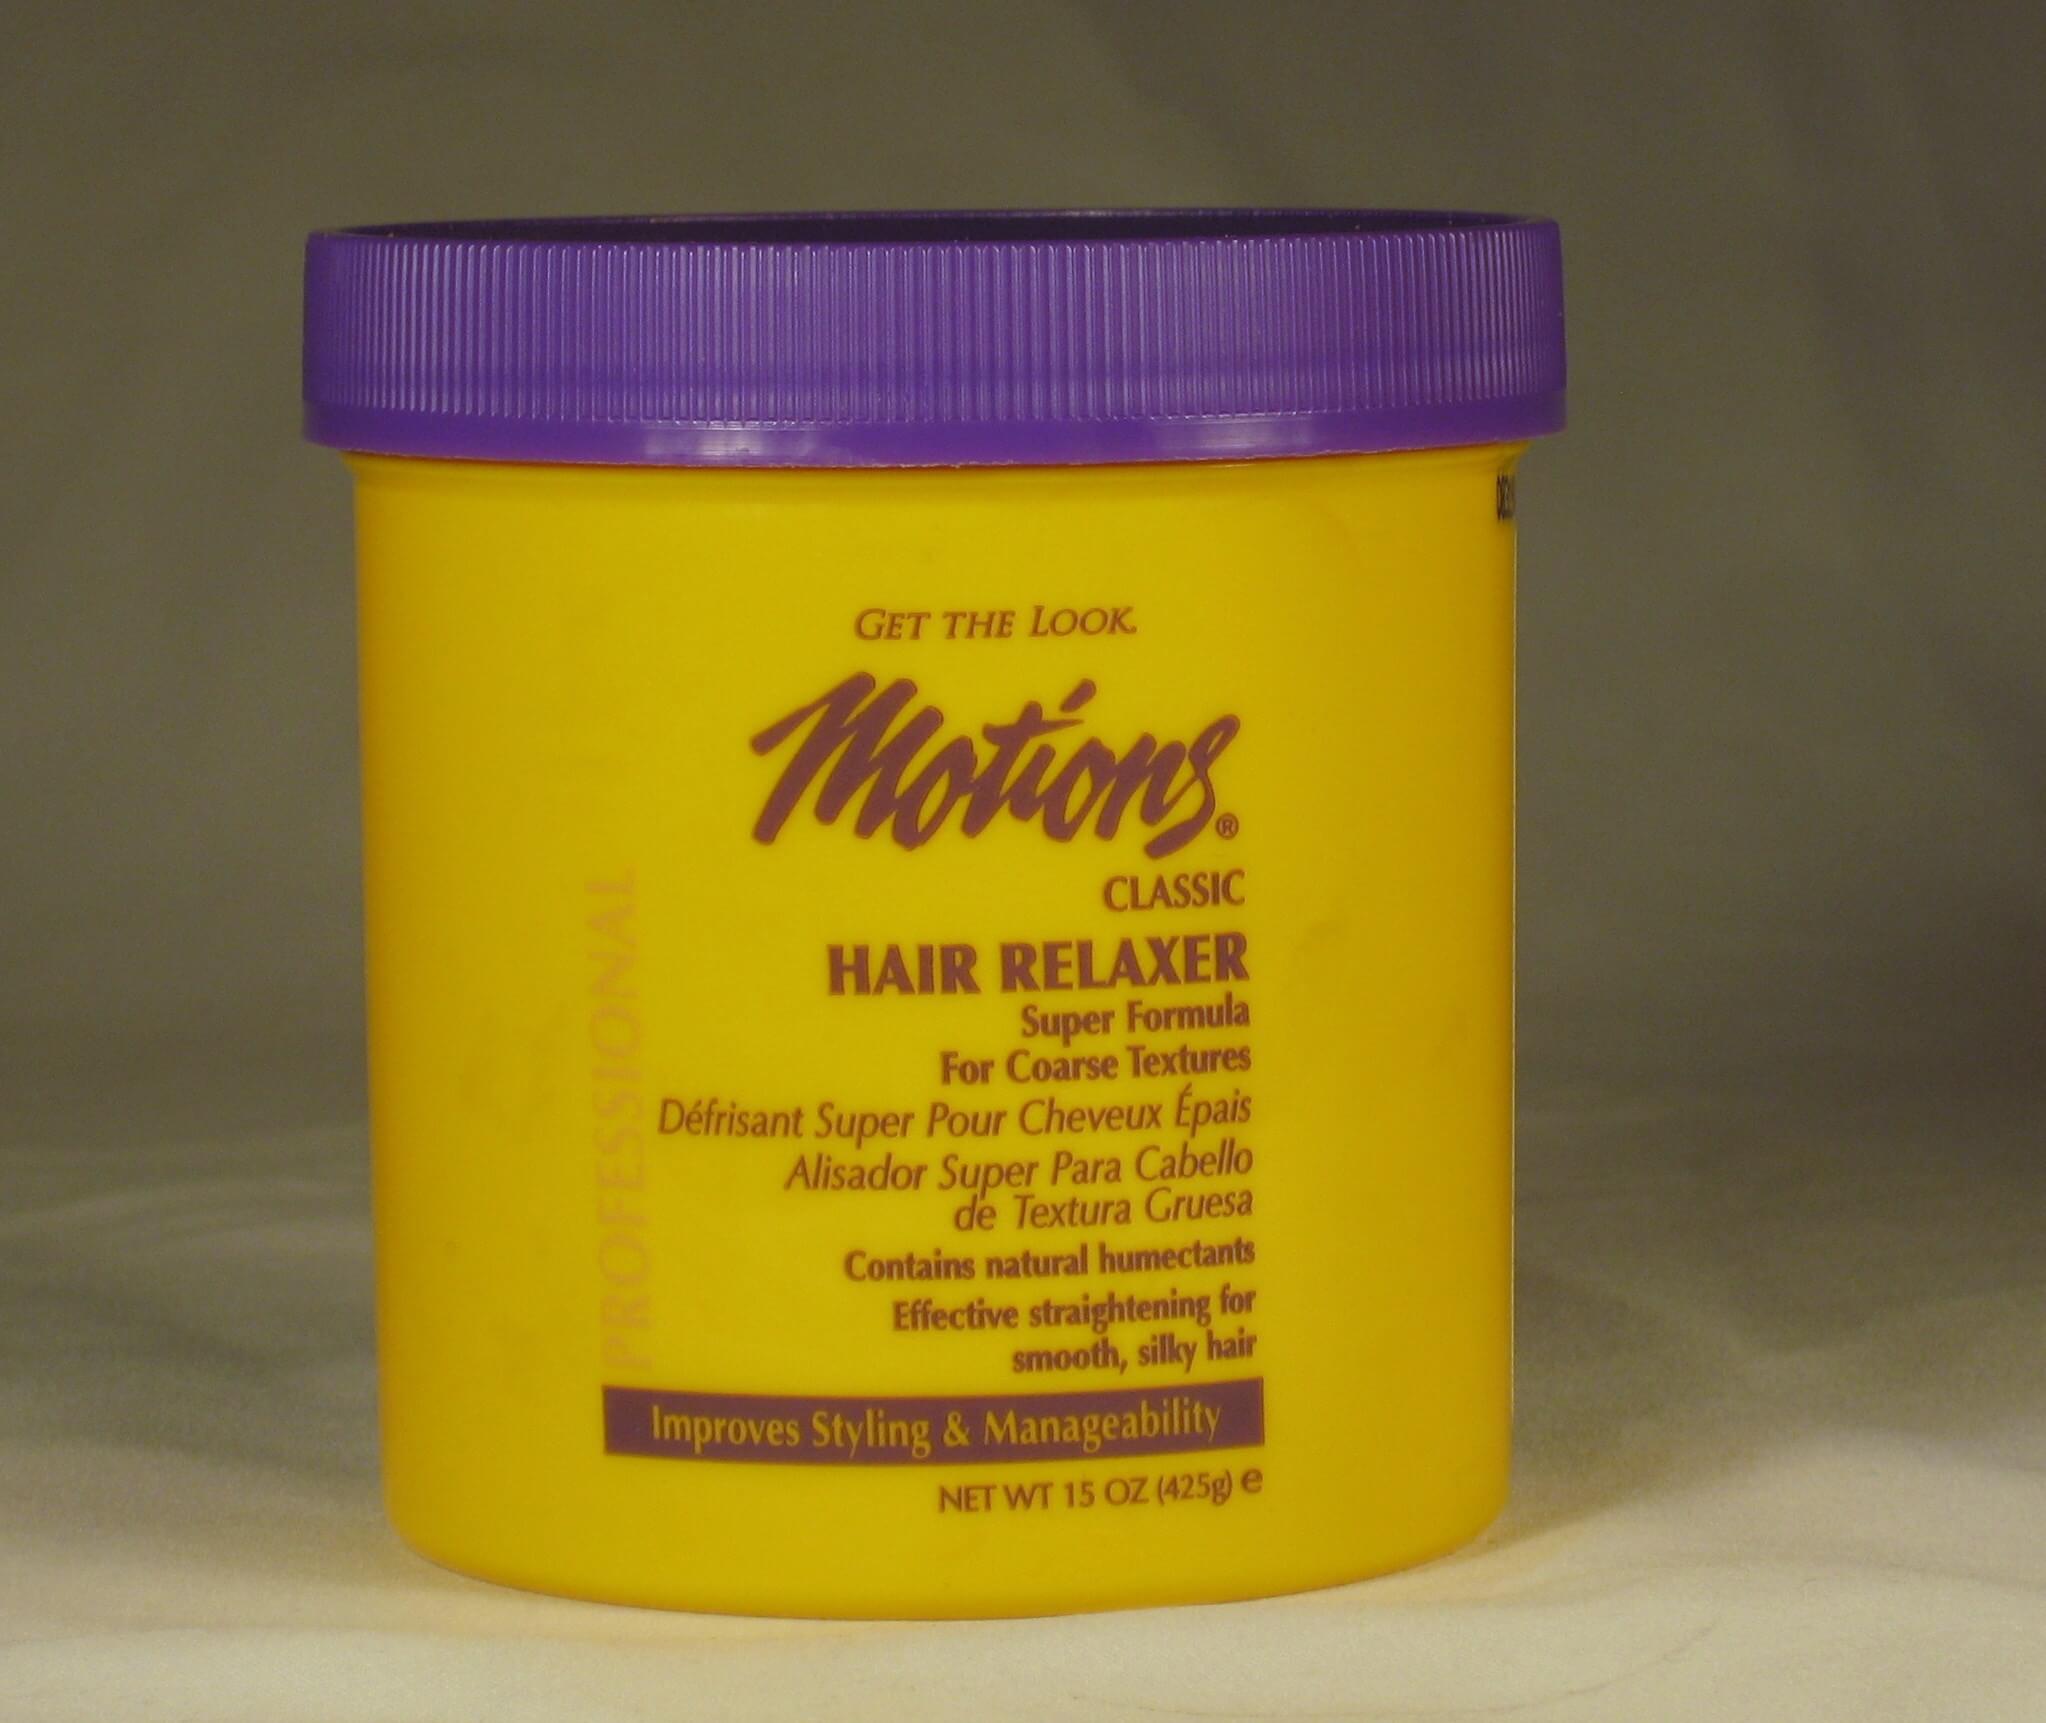 GET THE LOOK.
Motions®
CLASSIC
HAIR RELAXER
Super Formula
For Coarse Textures
Défrisant Super Pour Cheveux Épais
Alisador Super Para Cabello
de Textura Gruesa
Contains natural humectants
Effective straightening for
smooth, silky hair
PROFESSIONAL
Improves Styling & Manageability
NET WT 15 OZ (425g) e